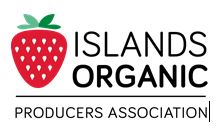 ISLANDS
ORGANIC
PRODUCERS ASSOCIATION